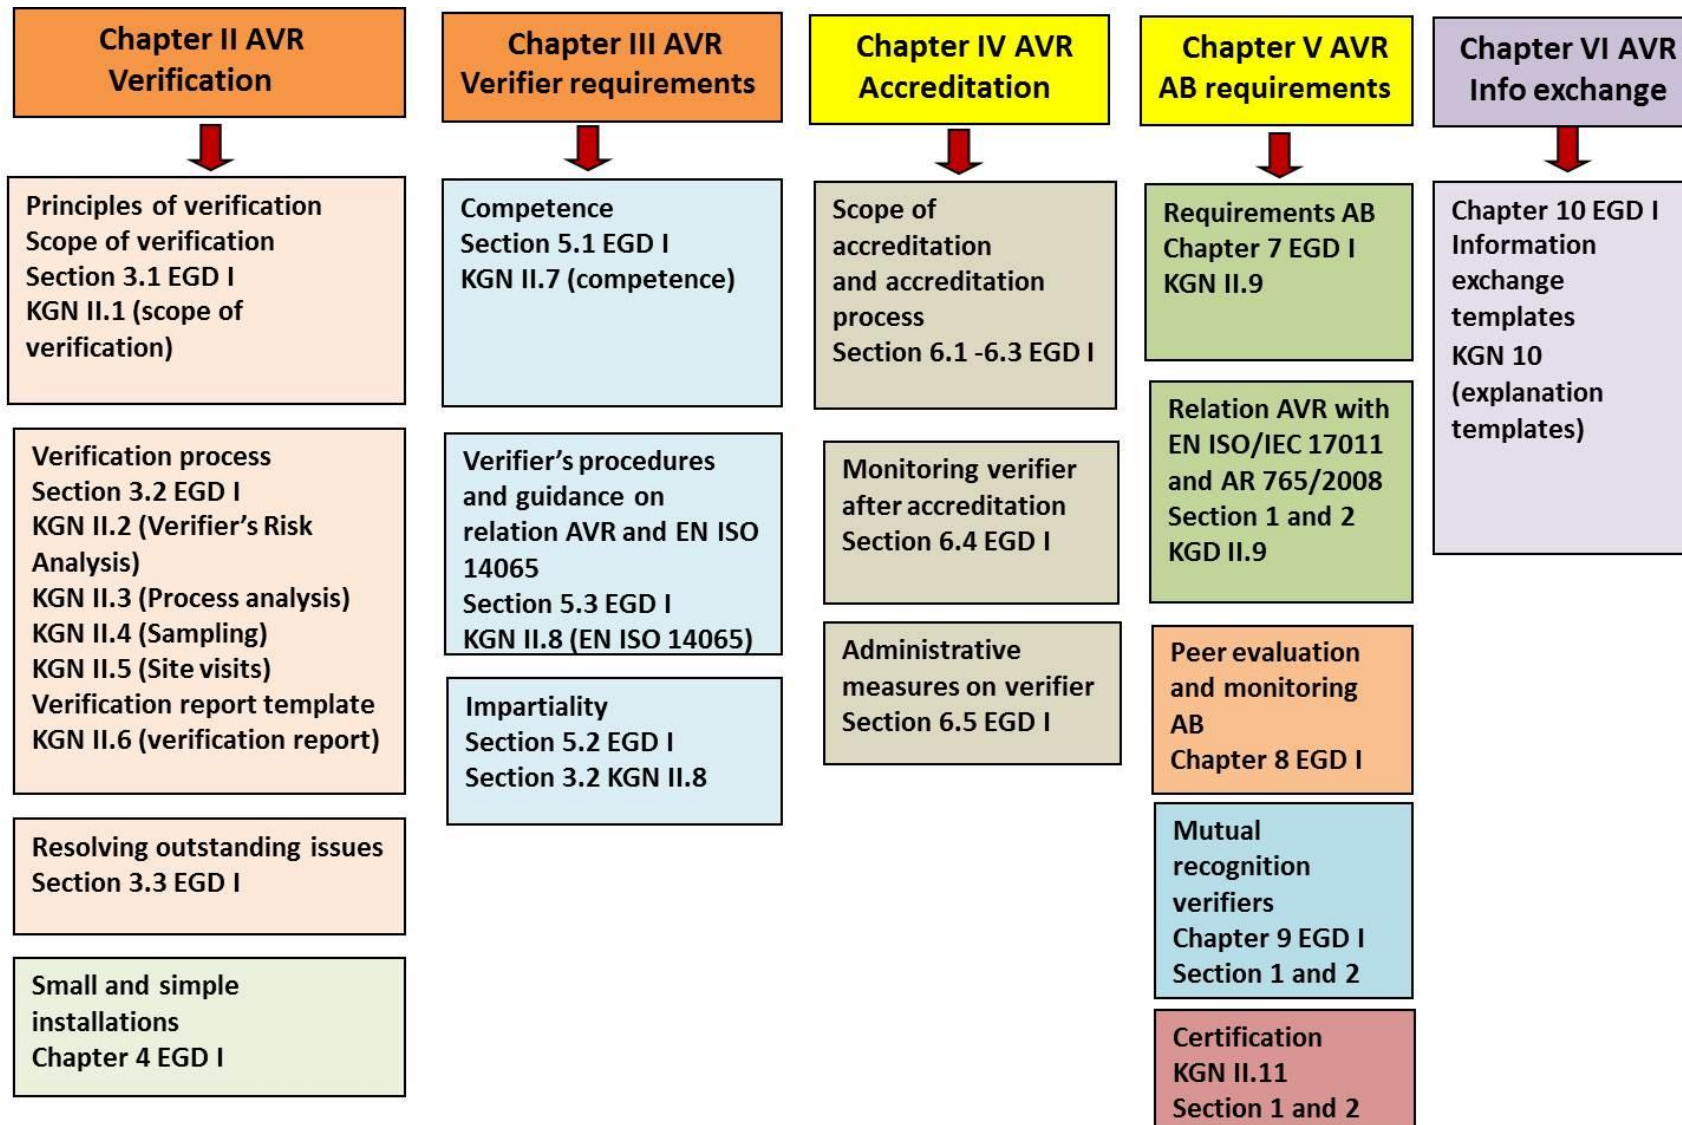 Chapter II AVR
Verification
Principles of verification
Scope of verification
Section 3.1 EGD I
KGN II.1 (scope of
verification)
Verification process
Section 3.2 EGD I
KGN II.2 (Verifier's Risk
Analysis)
KGN II.3 (Process analysis)
KGN II.4 (Sampling)
KGN II.5 (Site visits)
Verification report template
KGN II.6 (verification report)
Resolving outstanding issues
Section 3.3 EGD I
Small and simple
installations
Chapter 4 EGD I
Chapter III AVR
Verifier requirements
Competence
Section 5.1 EGD I
KGN II.7 (competence)
Verifier's procedures
and guidance on
relation AVR and EN ISO
14065
Section 5.3 EGD I
KGN II.8 (EN ISO 14065)
Impartiality
Section 5.2 EGD I
Section 3.2 KGN II.8
Chapter IV AVR
Accreditation
Scope of
accreditation
and accreditation
process
Section 6.1 -6.3 EGD I
Monitoring verifier
after accreditation
Section 6.4 EGD I
Administrative
measures on verifier
Section 6.5 EGD I
Chapter V AVR
AB requirements
Requirements AB
Chapter 7 EGD I
KGN II.9
Relation AVR with
EN ISO/IEC 17011
and AR 765/2008
Section 1 and 2
KGD II.9
Peer evaluation
and monitoring
AB
Chapter 8 EGD I
Mutual
recognition
verifiers
Chapter 9 EGD I
Section 1 and 2
Certification
KGN II.11
Section 1 and 2
Chapter VI AVR
Info exchange
Chapter 10 EGD I
Information
exchange
templates
KGN 10
(explanation
templates)